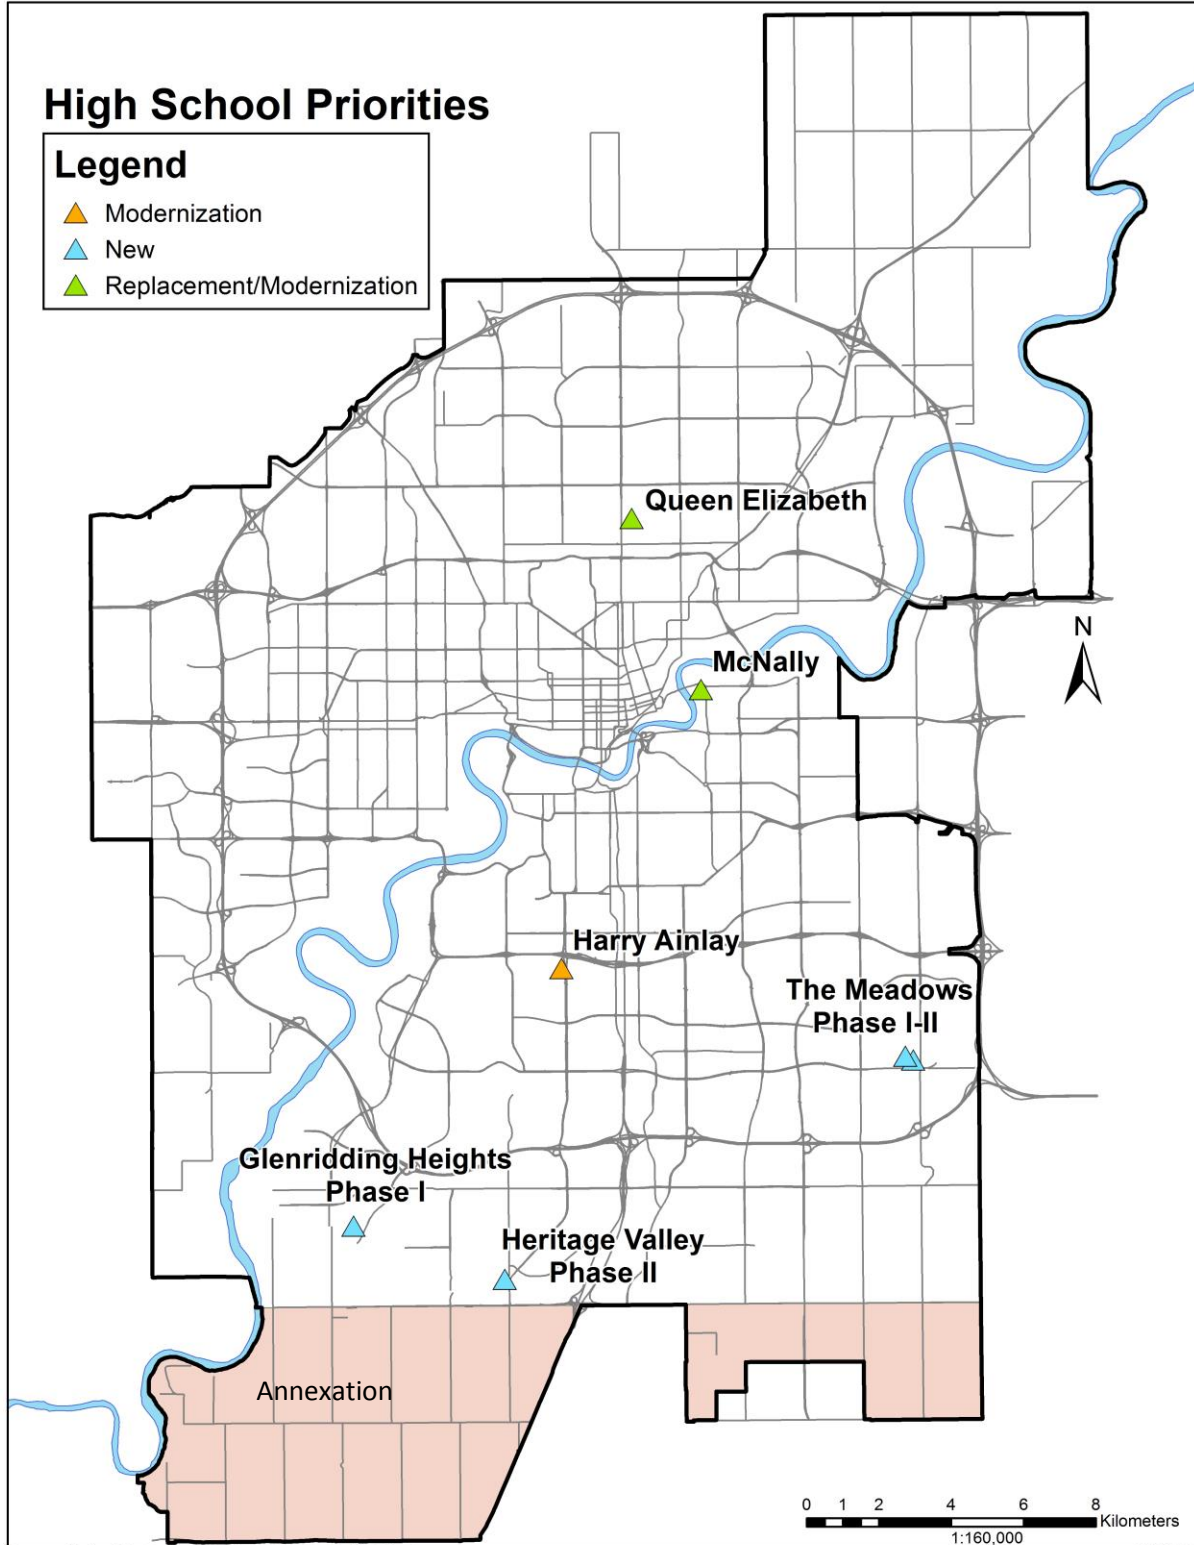 High School Priorities
Legend
Modernization
New
Replacement/Modernization
Queen Elizabeth
N
McNally
Harry Ainlay
The Meadows
Phase I-II
Glenridding Heights
Phase I
Heritage Valley
Phase II
Annexation
0 1 2 4 6 8
Kilometers
1:160,000